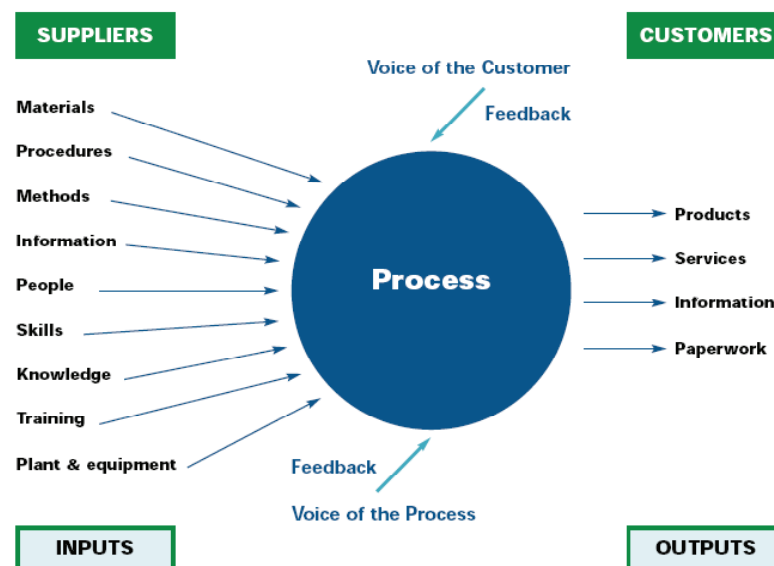 SUPPLIERS
CUSTOMERS
Voice of the Customer
Feedback
Materials
Procedures
Methods
Information
People
Skills
Knowledge
Training
Plant & equipment
Process
Products
Services
Information
Paperwork
Feedback
Voice of the Process
INPUTS
OUTPUTS